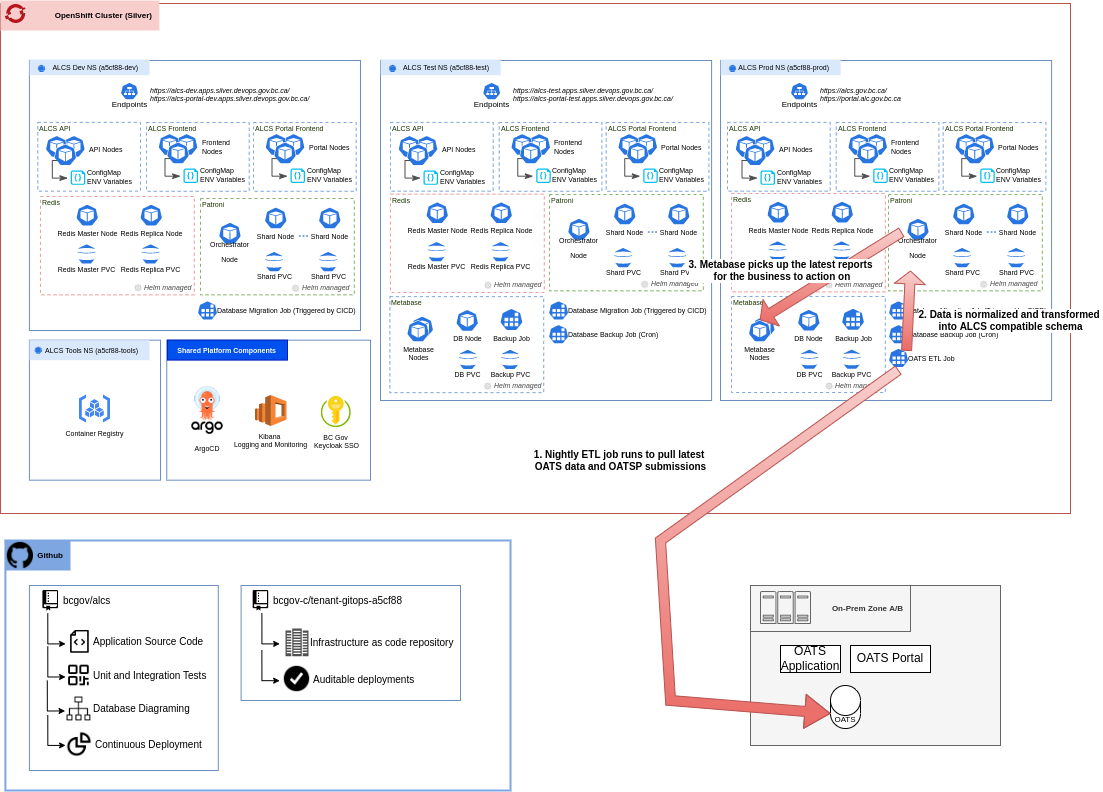 OpenShift Cluster (Silver)
ALCS Dev NS (a5cf88-dev)
Endpoints
https://alcs-dev.apps.silver.devops.gov.bc.ca/
https://alcs-portal-dev.apps.silver.devops.gov.bc.ca/
ALCS API
API Nodes
ConfigMap
ENV Variables
ALCS Frontend
Frontend
Nodes
ConfigMap
ENV Variables
ALCS Portal Frontend
Portal Nodes
ConfigMap
ENV Variables
Redis
Redis Master Node
Redis Replica Node
Redis Master PVC
Redis Replica PVC
Helm managed
Patroni
Orchestrator
Node
Shard Node
Shard Node
Shard PVC
Shard PVC
Helm managed
Database Migration Job (Triggered by CICD)
ALCS Test NS (a5cf88-test)
Endpoints
https://alcs-test.apps.silver.devops.gov.bc.ca/
https://alcs-portal-test.apps.silver.devops.gov.bc.ca/
ALCS API
API Nodes
ConfigMap
ENV Variables
ALCS Frontend
Frontend
Nodes
ConfigMap
ENV Variables
ALCS Portal Frontend
Portal Nodes
ConfigMap
ENV Variables
Redis
Redis Master Node
Redis Replica Node
Redis Master PVC
Redis Replica PVC
Helm managed
Patroni
Orchestrator
Node
Shard Node
Shard Node
Shard PVC
Shard PVC
Helm managed
Metabase
Metabase
Nodes
DB Node
Backup Job
DB PVC
Backup PVC
Helm managed
Database Migration Job (Triggered by CICD)
Database Backup Job (Cron)
ALCS Prod NS (a5cf88-prod)
Endpoints
https://alcs.gov.bc.ca/
https://portal.alc.gov.bc.ca
ALCS API
API Nodes
ConfigMap
ENV Variables
ALCS Frontend
Frontend
Nodes
ConfigMap
ENV Variables
ALCS Portal Frontend
Portal Nodes
ConfigMap
ENV Variables
Redis
Redis Master Node
Redis Replica Node
Patroni
Orchestrator
Node
Shard Node
Shard Node
Shard PVC
Shard PVC
Helm managed
3. Metabase picks up the latest reports
for the business to action on
Metabase
Metabase
Nodes
DB Node
Backup Job
DB PVC
Backup PVC
Helm managed
2. Data is normalized and transformed
into ALCS compatible schema
Database Backup Job (Cron)
OATS ETL Job
ALCS Tools NS (a5cf88-tools)
Container Registry
Shared Platform Components
argo
ArgoCD
Kibana
Logging and Monitoring
BC Gov
Keycloak SSO
1. Nightly ETL job runs to pull latest
OATS data and OATSP submissions
Github
bcgov/alcs
Application Source Code
Unit and Integration Tests
Database Diagraming
Continuous Deployment
bcgov-c/tenant-gitops-a5cf88
Infrastructure as code repository
Auditable deployments
On-Prem Zone A/B
OATS
Application
OATS Portal
OATS